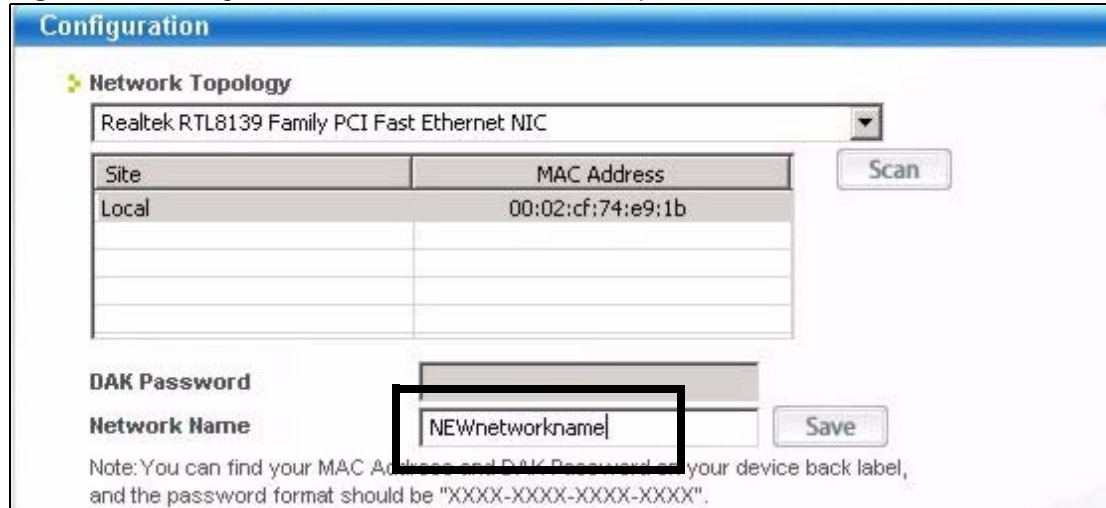 Configuration
Network Topology
Realtek RTL8139 Family PCI Fast Ethernet NIC
Site MAC Address Scan
Local 00:02:cf:74:e9:1b
DAK Password
Network Name NEWnetworkname Save
Note:You can find your MAC Address and DAK Password on your device back label,
and the password format should be "XXXX-XXXX-XXXX-XXXX".